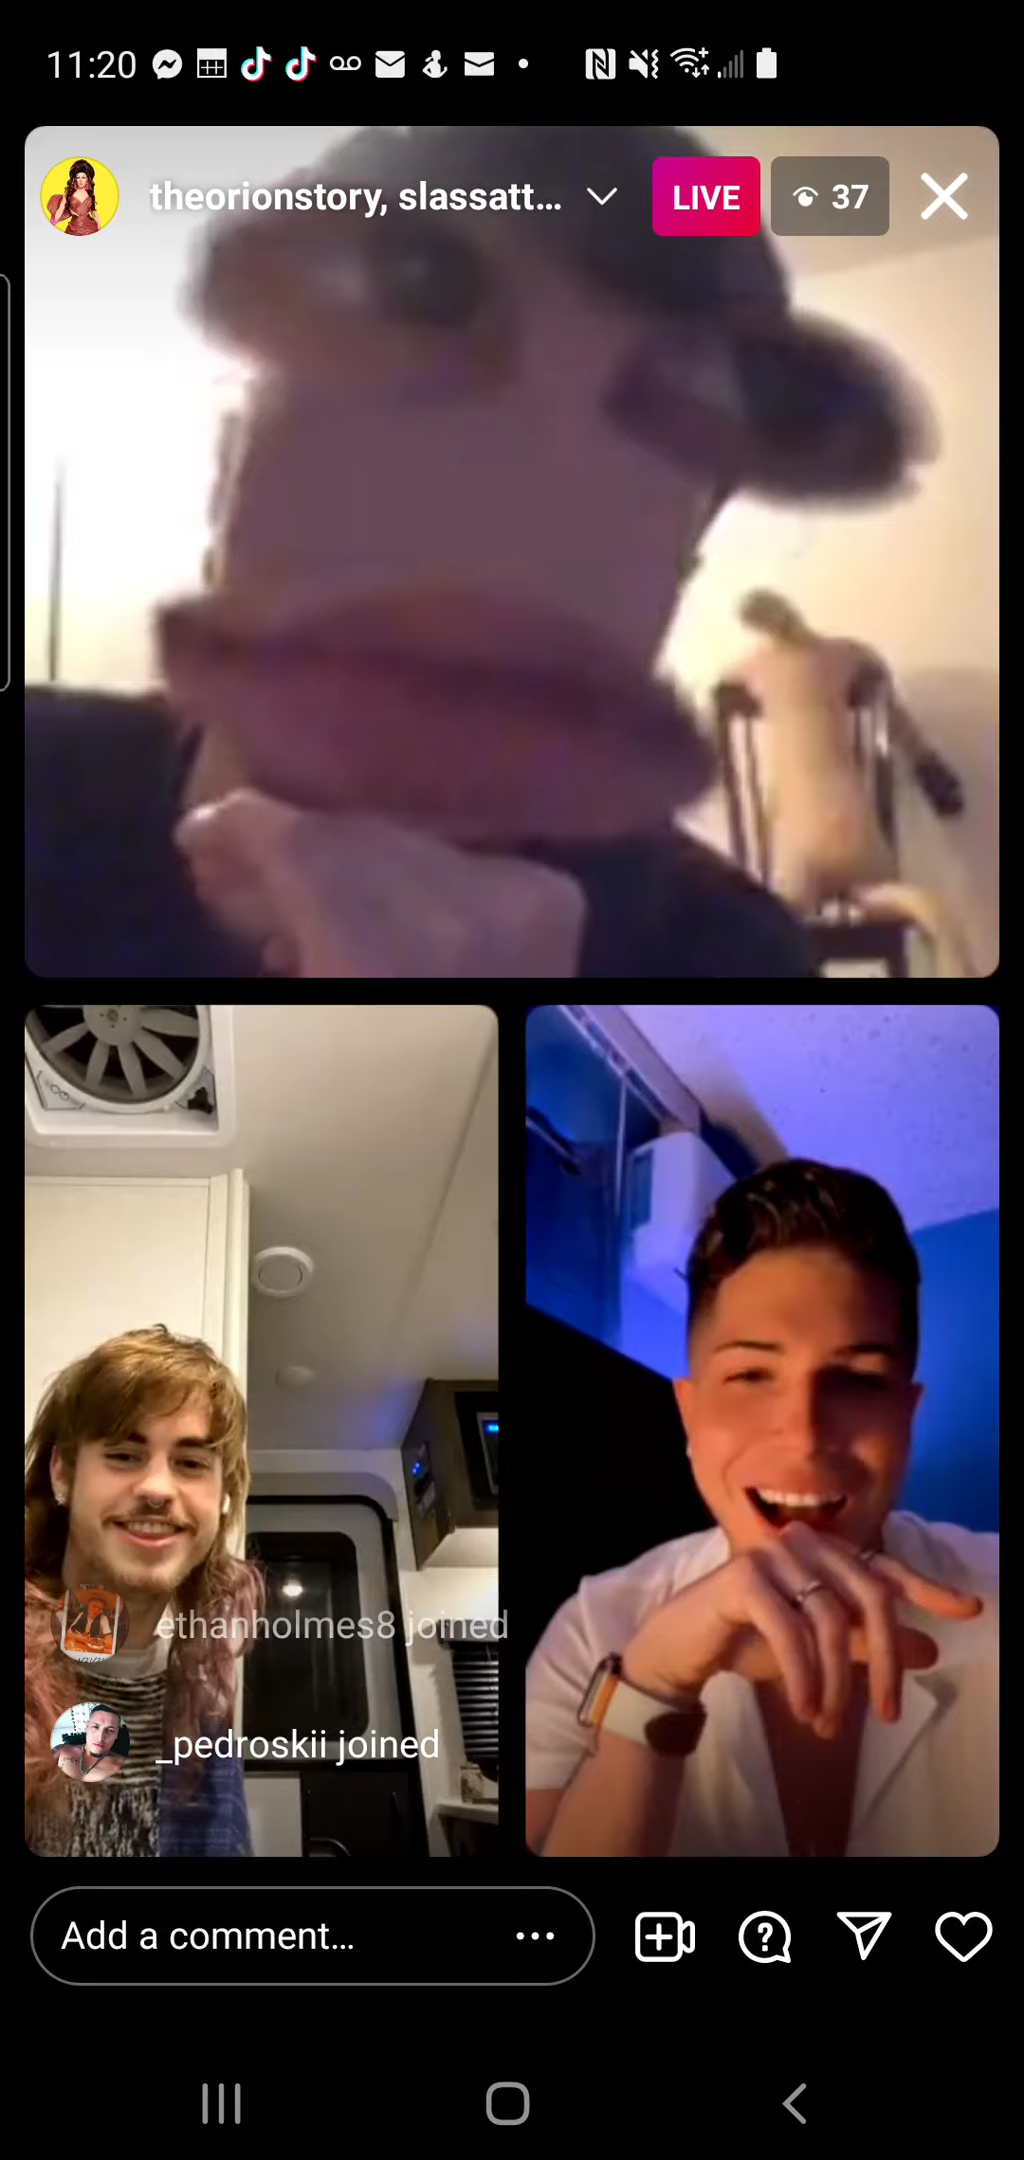 11:20
theorionstory, slassatt...
LIVE
37
ethanholmes8 joined
_pedroskii joined
Add a comment...